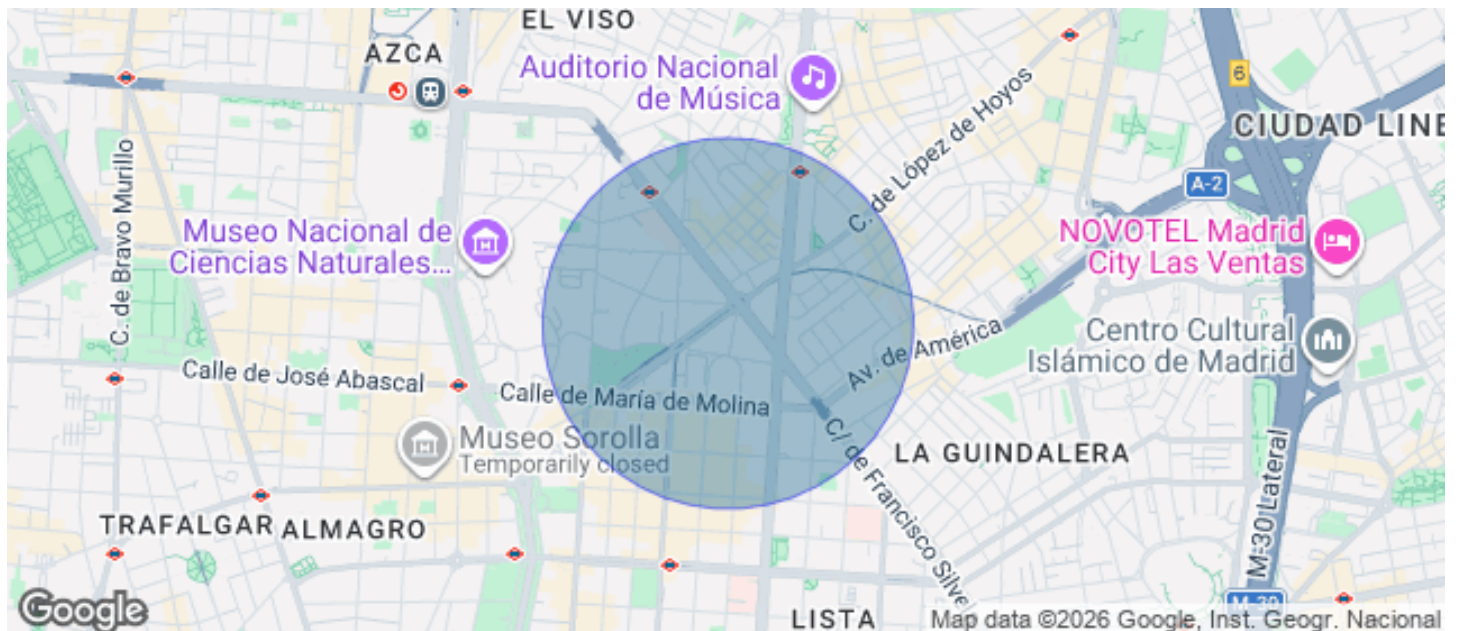 EL VISO
AZCA
Auditorio Nacional
de Música
6
CIUDAD LINE
C. de López de Hoyos
A-2
C. de Bravo Murillo
Museo Nacional de
Ciencias Naturales...
NOVOTEL Madrid
City Las Ventas
Centro Cultural
Islámico de Madrid
Av. de América
Calle de José Abascal
Calle de María de Molina
Museo Sorolla
Temporarily closed
C/ de Francisco Silve
LA GUINDALERA
M-30 Lateral
TRAFALGAR
ALMAGRO
M-30
Google
LISTA
Map data ©2026 Google, Inst. Geogr. Nacional